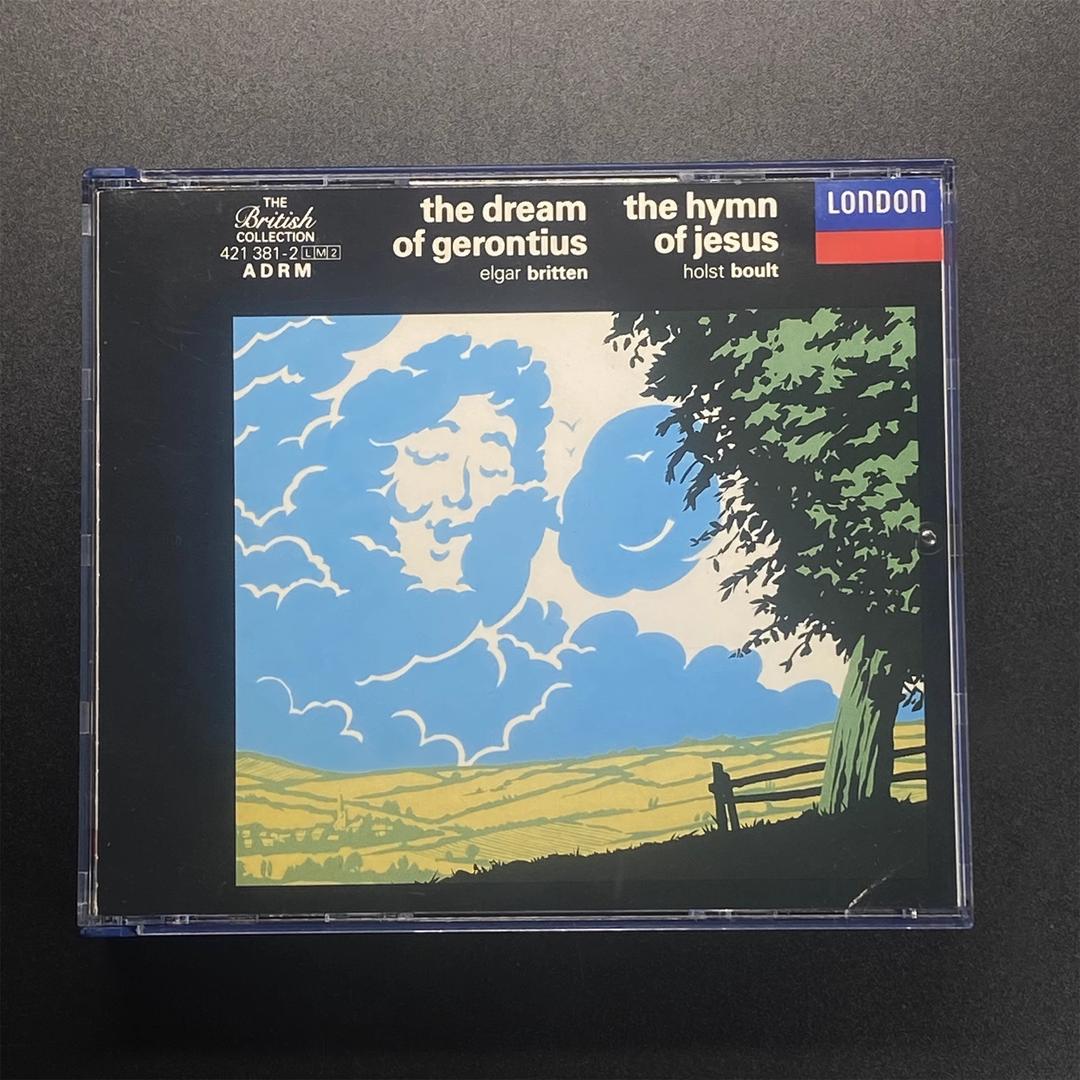 THE
British
COLLECTION
421 381-2 LM2
ADRM
the dream
of gerontius
elgar britten
the hymn
of jesus
holst boult
LONDON